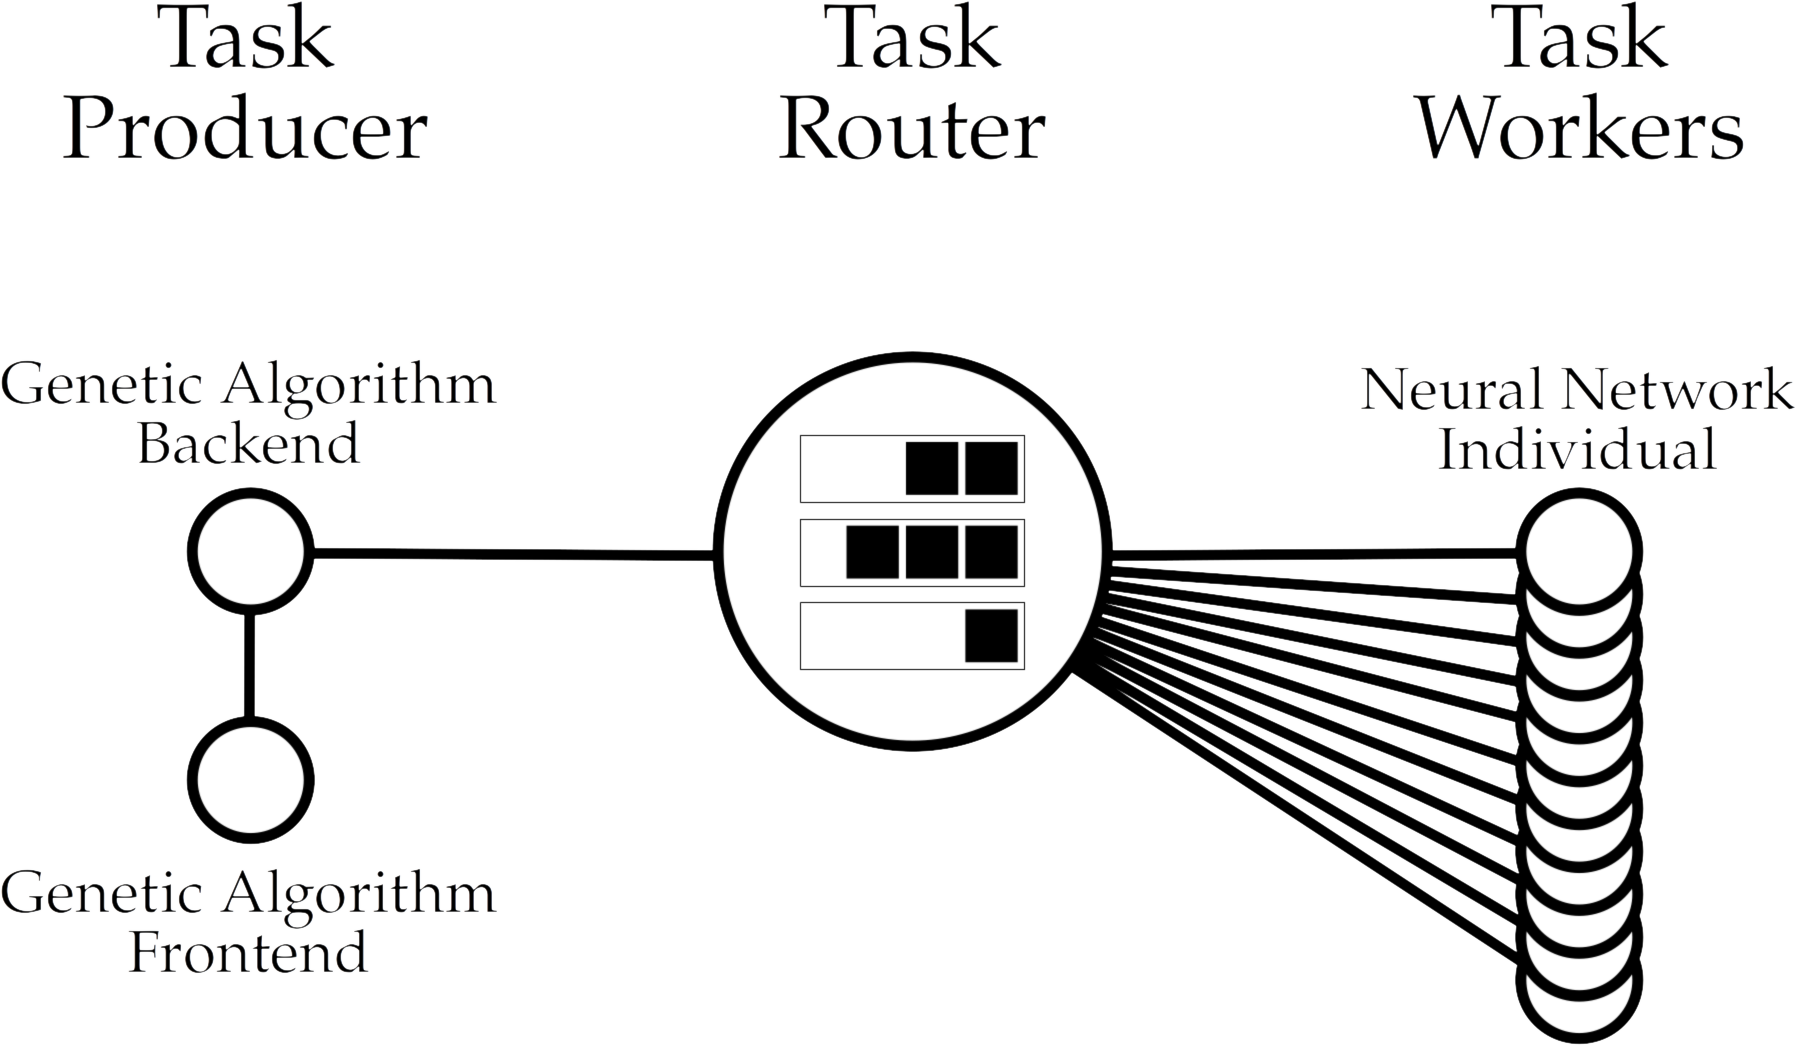 Task
Producer
Task
Router
Task
Workers
Genetic Algorithm
Backend
Neural Network
Individual
Genetic Algorithm
Frontend